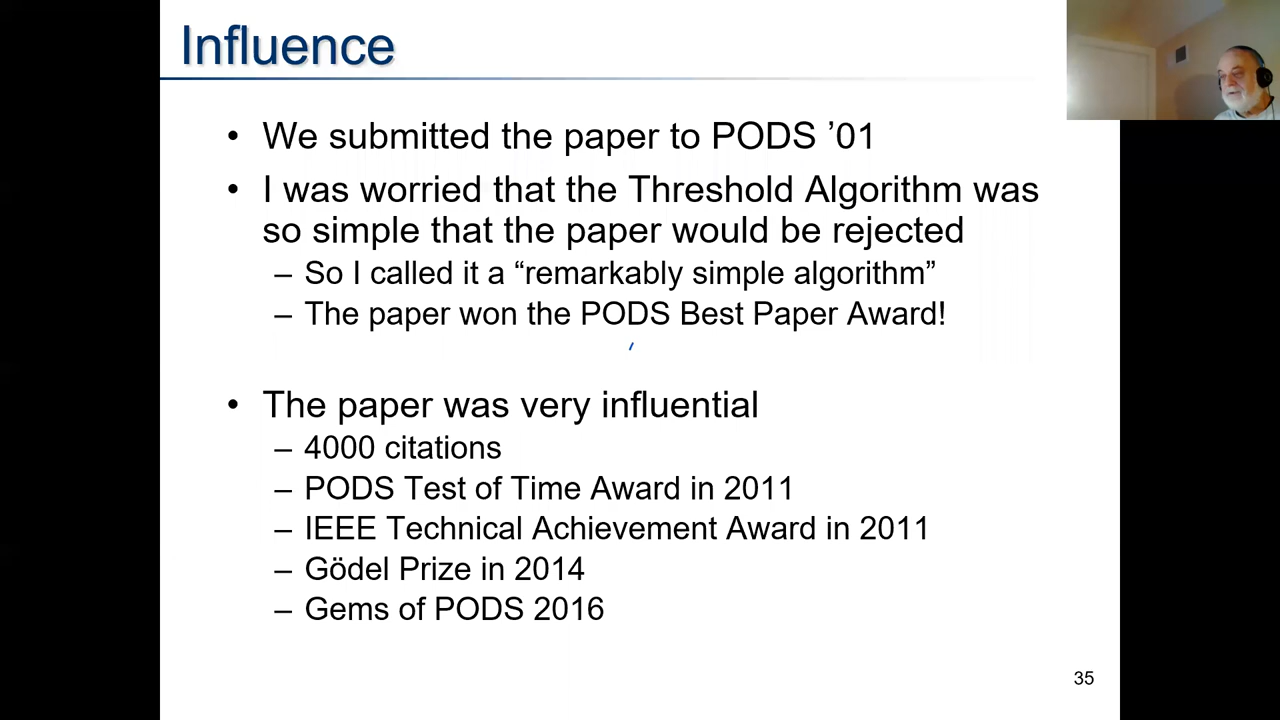 Influence
• We submitted the paper to PODS ’01
• I was worried that the Threshold Algorithm was
so simple that the paper would be rejected
– So I called it a “remarkably simple algorithm”
– The paper won the PODS Best Paper Award!
• The paper was very influential
– 4000 citations
– PODS Test of Time Award in 2011
– IEEE Technical Achievement Award in 2011
– Gödel Prize in 2014
– Gems of PODS 2016
35